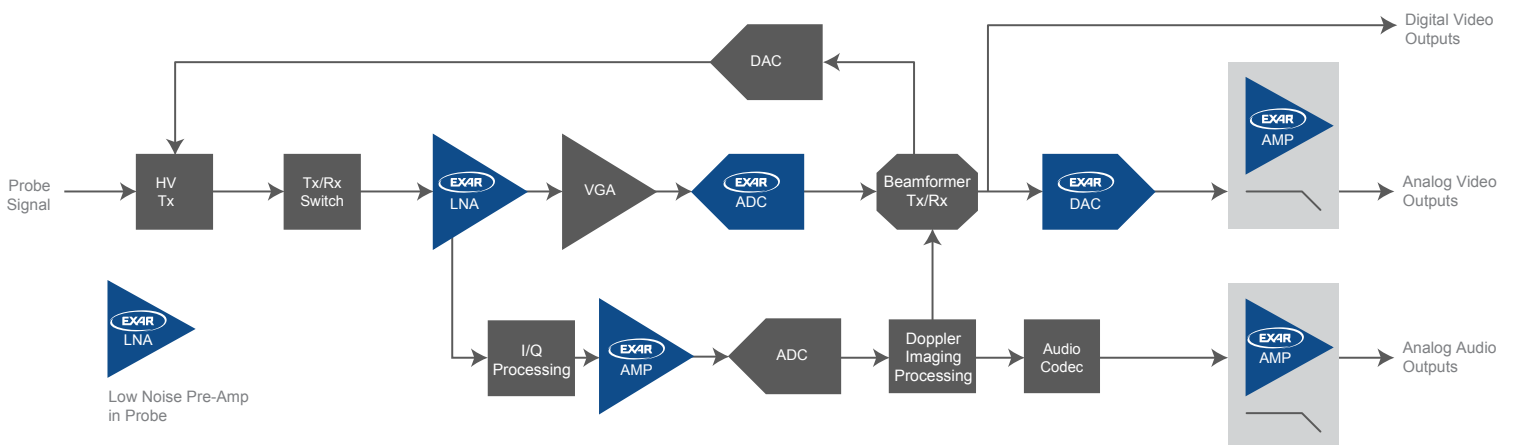 Digital Video
Outputs
DAC
EXAR
AMP
Probe
Signal
HV
Tx
Tx/Rx
Switch
EXAR
LNA
VGA
EXAR
ADC
Beamformer
Tx/Rx
EXAR
DAC
Analog Video
Outputs
EXAR
LNA
Low Noise Pre-Amp
in Probe
I/Q
Processing
EXAR
AMP
ADC
Doppler
Imaging
Processing
Audio
Codec
EXAR
AMP
Analog Audio
Outputs